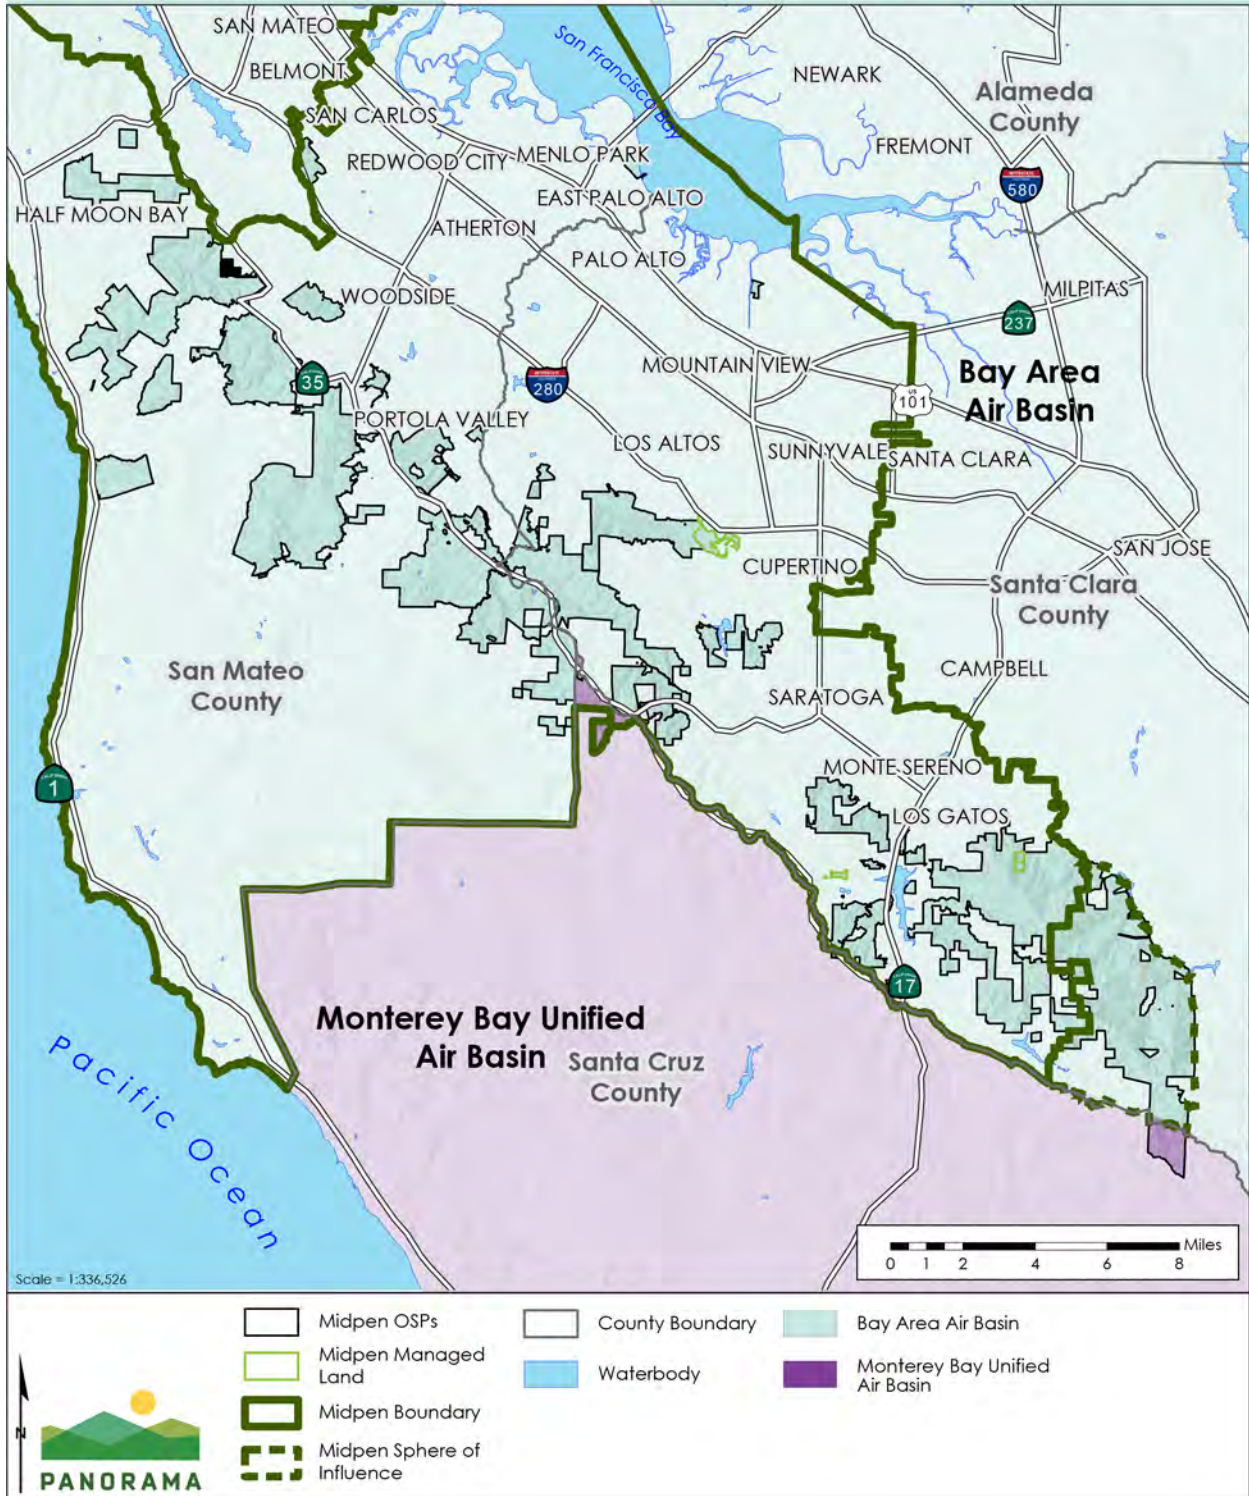 SAN MATEO
BELMONT
SAN CARLOS
San Francisco Bay
NEWARK
Alameda
County
FREMONT
REDWOOD CITY
MENLO PARK
580
EAST PALO ALTO
HALF MOON BAY
ATHERTON
PALO ALTO
WOODSIDE
MILPITAS
237
35
280
MOUNTAIN VIEW
Bay Area
Air Basin
US
101
PORTOLA VALLEY
LOS ALTOS
SUNNYVALE
SANTA CLARA
SAN JOSE
CUPERTINO
Santa Clara
County
San Mateo
County
CAMPBELL
SARATOGA
1
MONTE SERENO
LOS GATOS
17
Monterey Bay Unified
Air Basin
Santa Cruz
County
Pacific Ocean
Miles
0 1 2 4 6 8
Scale = 1:336,526
Midpen OSPs
Midpen Managed
Land
Midpen Boundary
Midpen Sphere of
Influence
County Boundary
Waterbody
Bay Area Air Basin
Monterey Bay Unified
Air Basin
N
PANORAMA